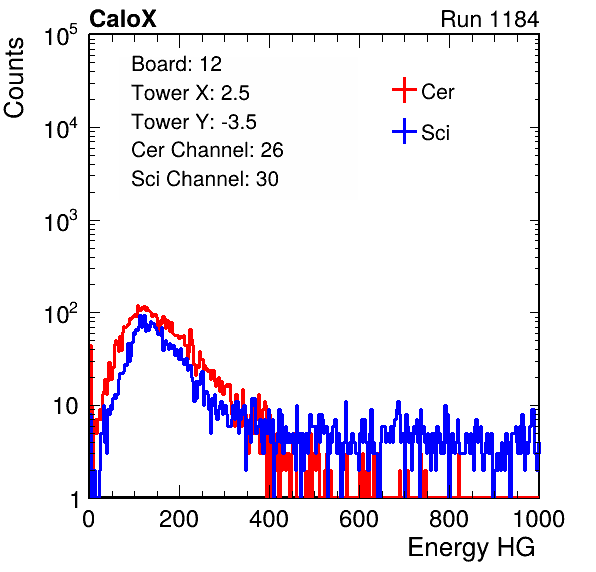 CaloX Run 1184
Counts
Board: 12
Tower X: 2.5
Tower Y: -3.5
Cer Channel: 26
Sci Channel: 30
Cer
Sci
10^5
10^4
10^3
10^2
10
1
0 200 400 600 800 1000
Energy HG